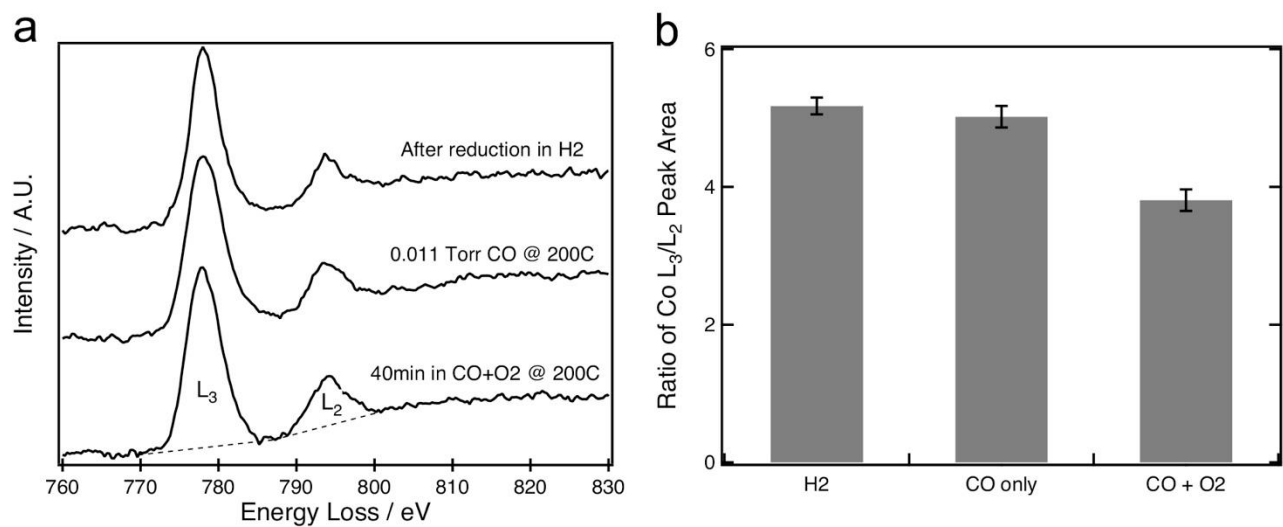 a
Intensity / A.U.
After reduction in H2
0.011 Torr CO @ 200C
40min in CO+O2 @ 200C
L3
L2
760 770 780 790 800 810 820 830
Energy Loss / eV
b
Ratio of Co L3/L2 Peak Area
6
4
2
0
H2 CO only CO + O2